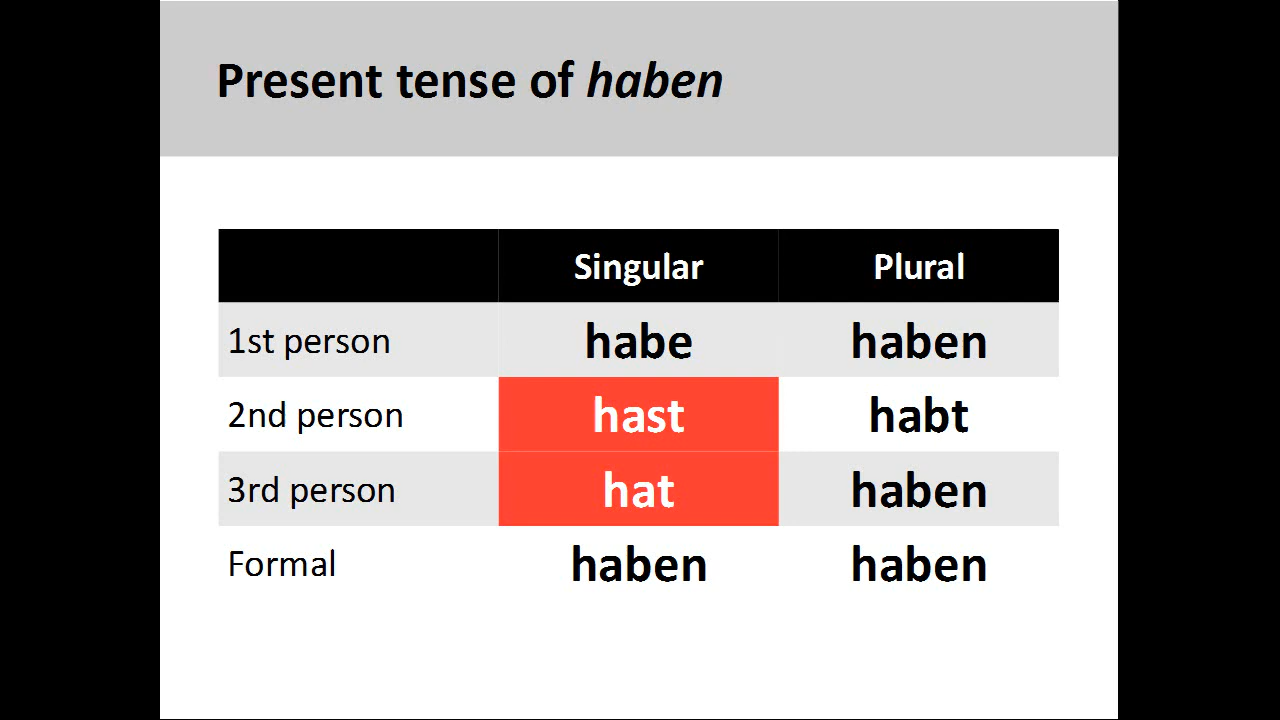 Present tense of haben
Singular Plural
1st person habe haben
2nd person hast habt
3rd person hat haben
Formal haben haben